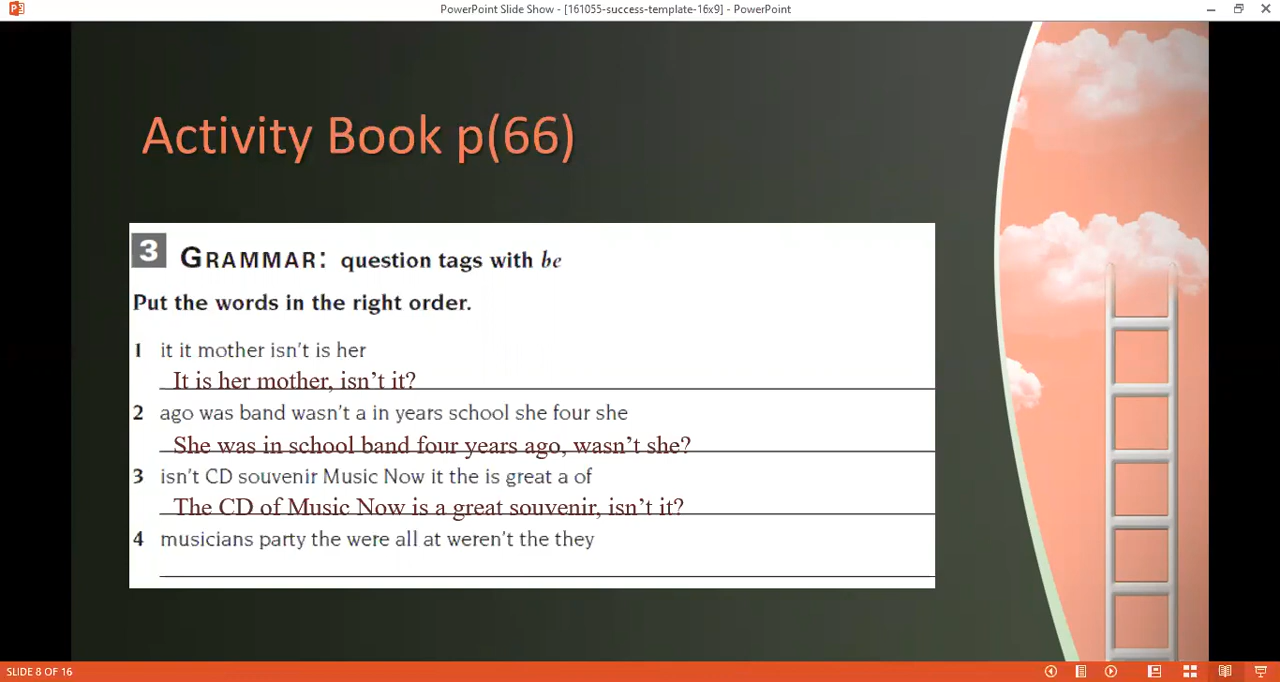 PowerPoint Slide Show - [161055-success-template-16x9] - PowerPoint
Activity Book p(66)
3 GRAMMAR: question tags with be
Put the words in the right order.
1 it it mother isn't is her
It is her mother, isn't it?
2 ago was band wasn't a in years school she four she
She was in school band four years ago, wasn't she?
3 isn't CD souvenir Music Now it the is great a of
The CD of Music Now is a great souvenir, isn't it?
4 musicians party the were all at weren't the they
SLIDE 8 OF 16